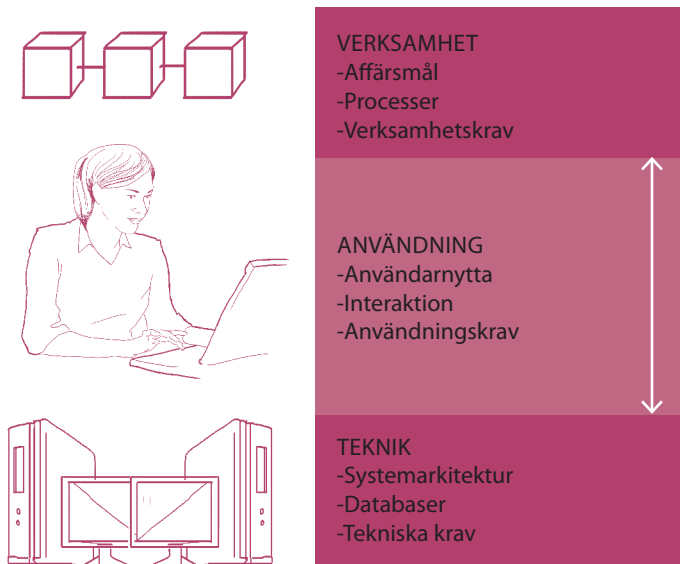 VERKSAMHET
-Affärsmål
-Processer
-Verksamhetskrav
ANVÄNDNING
-Användarnytta
-Interaktion
-Användningskrav
TEKNIK
-Systemarkitektur
-Databaser
-Tekniska krav